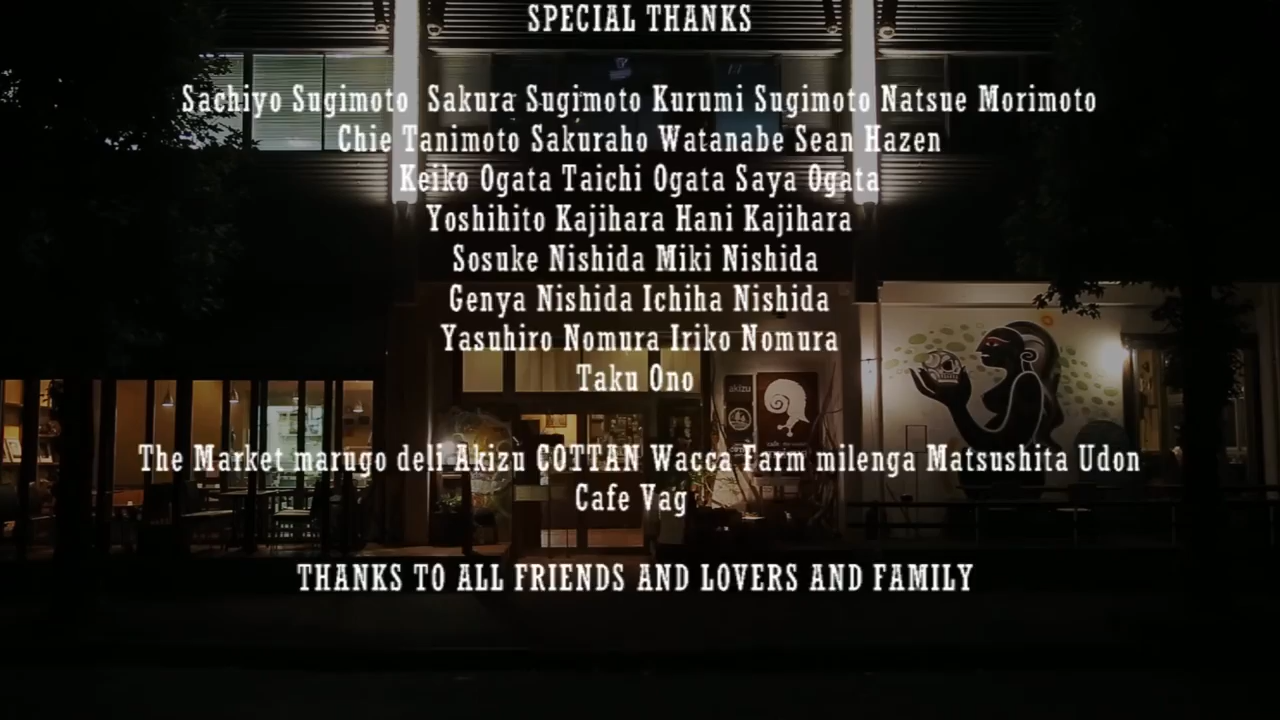 SPECIAL THANKS
Sachiyo Sugimoto Sakura Sugimoto Kurumi Sugimoto Natsue Morimoto
Chie Tanimoto Sakuraho Watanabe Sean Hazen
Keiko Ogata Taichi Ogata Saya Ogata
Yoshihito Kajihara Hani Kajihara
Sosuke Nishida Miki Nishida
Genya Nishida Ichiha Nishida
Yasuhiro Nomura Iriko Nomura
Taku Ono
akizu
The Market marugo deli Akizu COTTAN Wacca Farm milenga Matsushita Udon
Cafe Vag
THANKS TO ALL FRIENDS AND LOVERS AND FAMILY